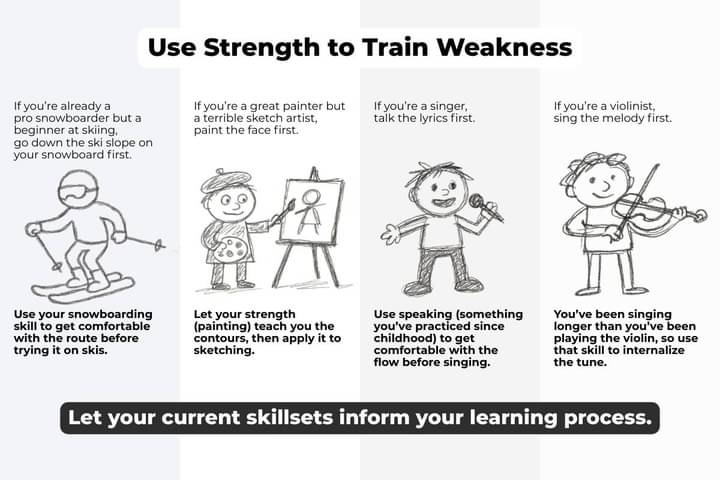 Use Strength to Train Weakness
If you're already a
pro snowboarder but a
beginner at skiing,
go down the ski slope on
your snowboard first.
Use your snowboarding
skill to get comfortable
with the route before
trying it on skis.
If you're a great painter but
a terrible sketch artist,
paint the face first.
Let your strength
(painting) teach you the
contours, then apply it to
sketching.
If you're a singer,
talk the lyrics first.
Use speaking (something
you've practiced since
childhood) to get
comfortable with the
flow before singing.
If you're a violinist,
sing the melody first.
You've been singing
longer than you've been
playing the violin, so use
that skill to internalize
the tune.
Let your current skillsets inform your learning process.